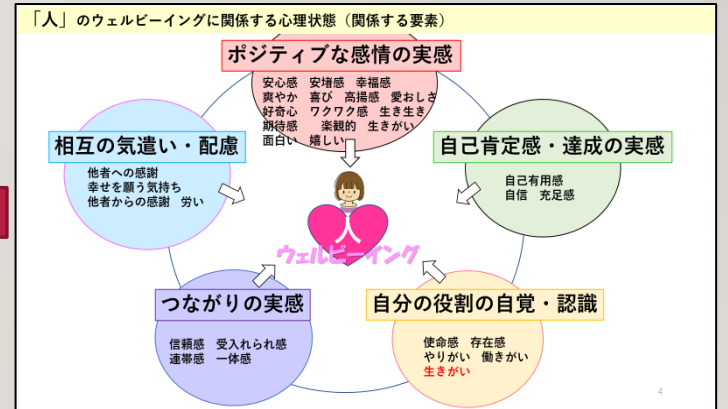 「人」のウェルビーイングに関係する心理状態（関係する要素）
ポジティブな感情の実感
安心感　安堵感　幸福感
爽やか　喜び　高揚感　愛おしさ
好奇心　ワクワク感　生き生き
期待感　　楽観的　生きがい
面白い　嬉しい
相互の気遣い・配慮
他者への感謝
幸せを願う気持ち
他者からの感謝　労い
自己肯定感・達成の実感
自己有用感
自信　充足感
人
ウェルビーイング
つながりの実感
信頼感　受入れられ感
連帯感　一体感
自分の役割の自覚・認識
使命感　存在感
やりがい　働きがい
生きがい
4